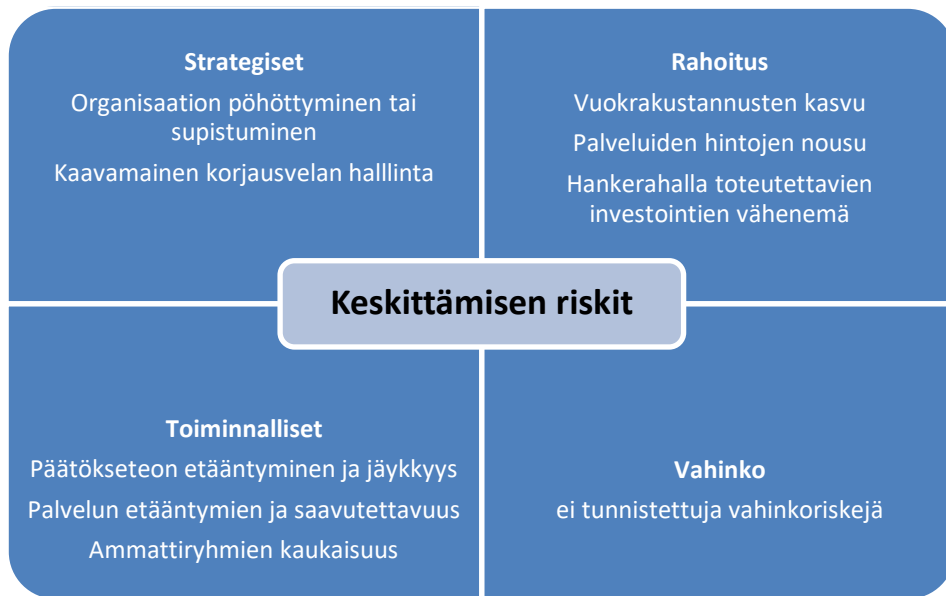 Strategiset
Organisaation pöhöttyminen tai
supistuminen
Kaavamainen korjausvelan halllinta
Rahoitus
Vuokrakustannusten kasvu
Palveluiden hintojen nousu
Hankerahalla toteutettavien
investointien vähenemä
Keskittämisen riskit
Toiminnalliset
Päätökseteon etääntyminen ja jäykkyys
Palvelun etääntymien ja saavutettavuus
Ammattiryhmien kaukaisuus
Vahinko
ei tunnistettuja vahinkoriskejä